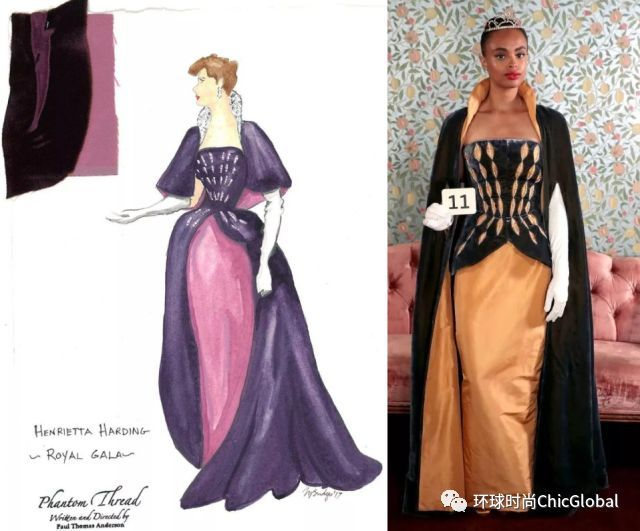 11
HENRIETTA HARDING
~ ROYAL GALA ~
Phantom Thread
Written and Directed by
Paul Thomas Anderson
环球时尚ChicGlobal